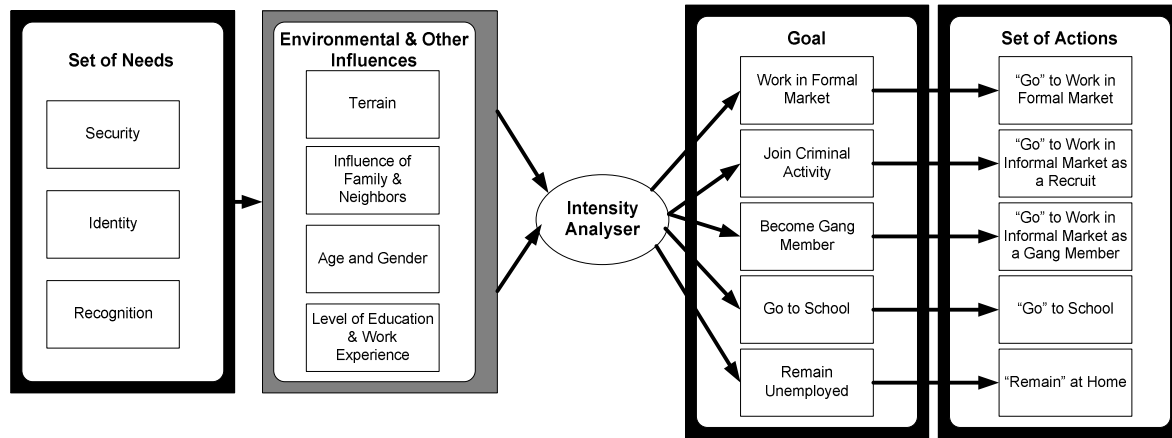 Set of Needs
Security
Identity
Recognition
Environmental & Other
Influences
Terrain
Influence of
Family &
Neighbors
Age and Gender
Level of Education
& Work
Experience
Intensity
Analyser
Goal
Work in Formal
Market
Join Criminal
Activity
Become Gang
Member
Go to School
Remain
Unemployed
Set of Actions
“Go” to Work in
Formal Market
“Go” to Work in
Informal Market as
a Recruit
“Go” to Work in
Informal Market as
a Gang Member
“Go” to School
“Remain” at Home